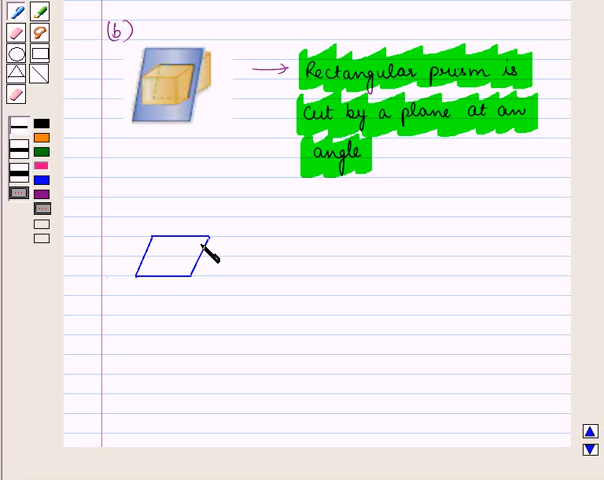 (b)
Rectangular prism is
Cut by a plane at an
angle